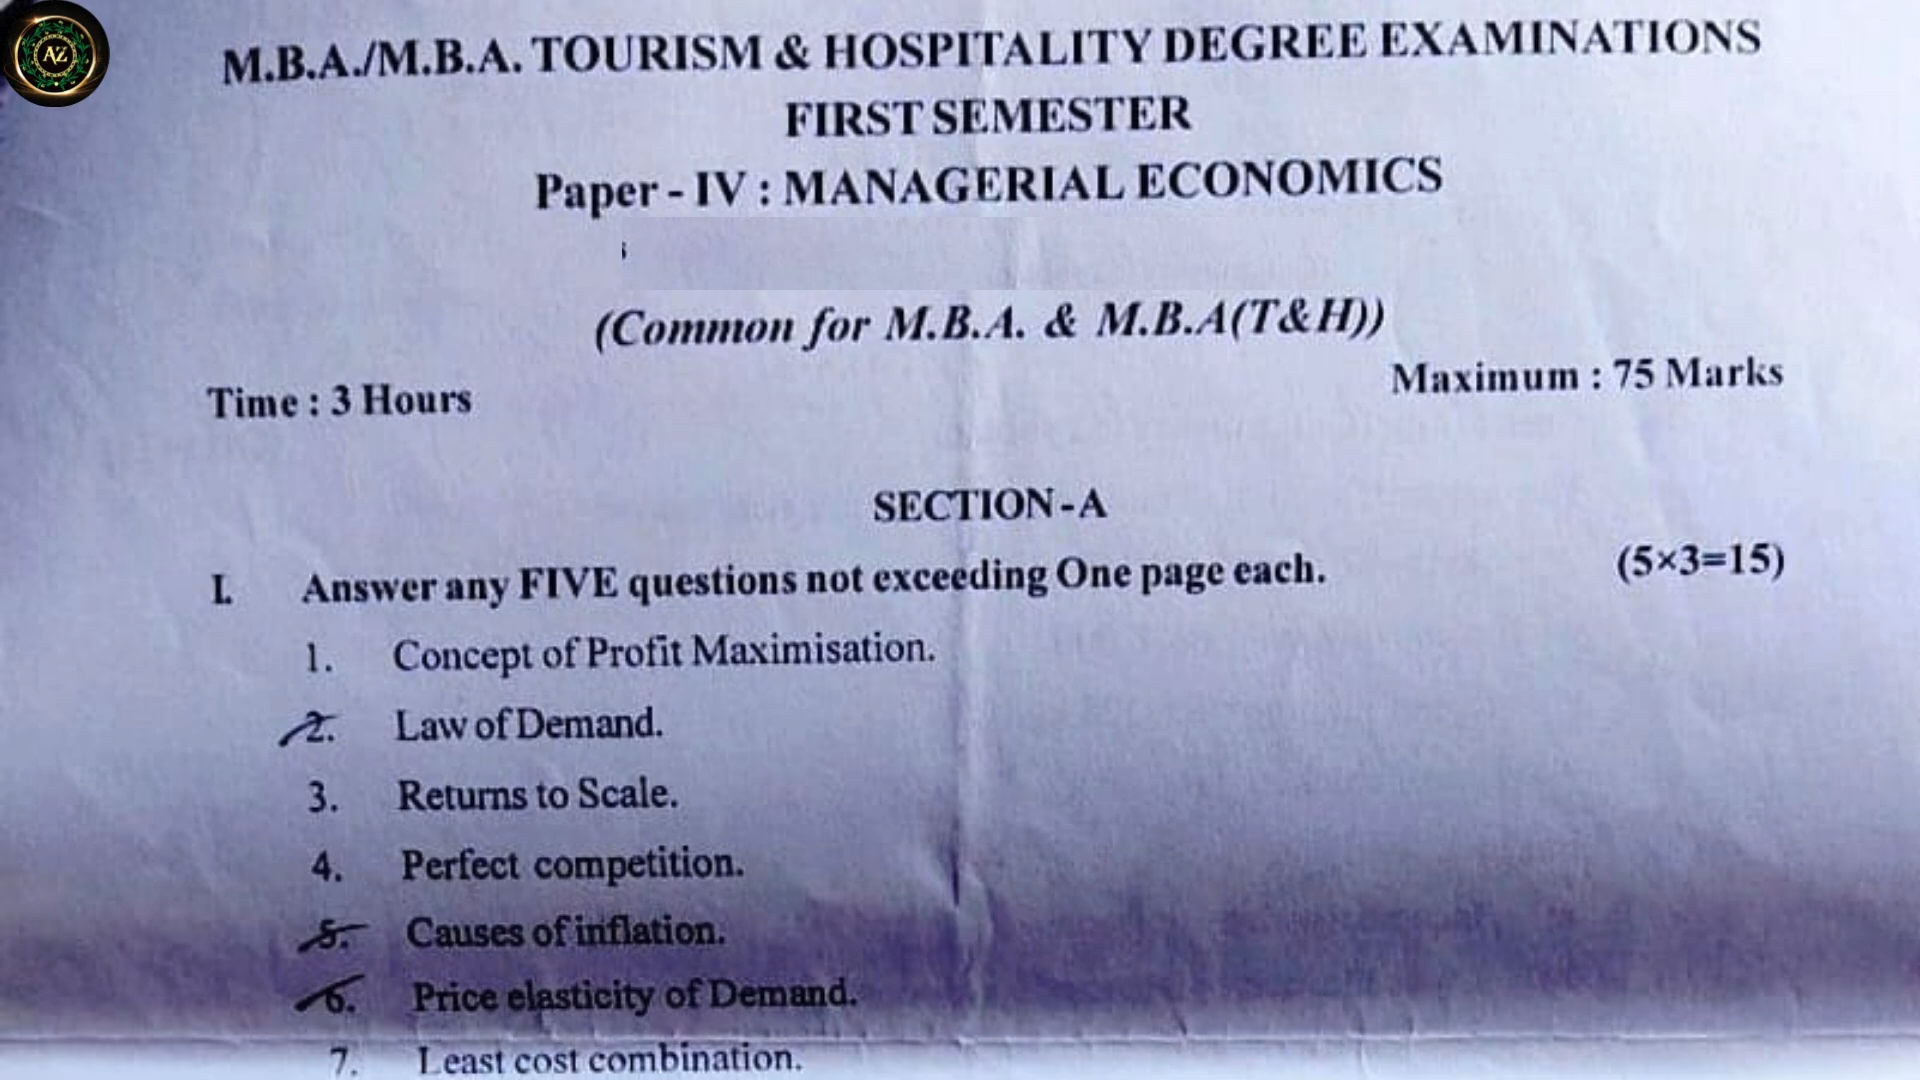 AZ
M.B.A./M.B.A. TOURISM & HOSPITALITY DEGREE EXAMINATIONS
FIRST SEMESTER
Paper - IV : MANAGERIAL ECONOMICS
(Common for M.B.A. & M.B.A(T&H))
Time : 3 Hours Maximum : 75 Marks
SECTION - A
I. Answer any FIVE questions not exceeding One page each. (5×3=15)
1. Concept of Profit Maximisation.
2. Law of Demand.
3. Returns to Scale.
4. Perfect competition.
5. Causes of inflation.
6. Price elasticity of Demand.
7. Least cost combination.